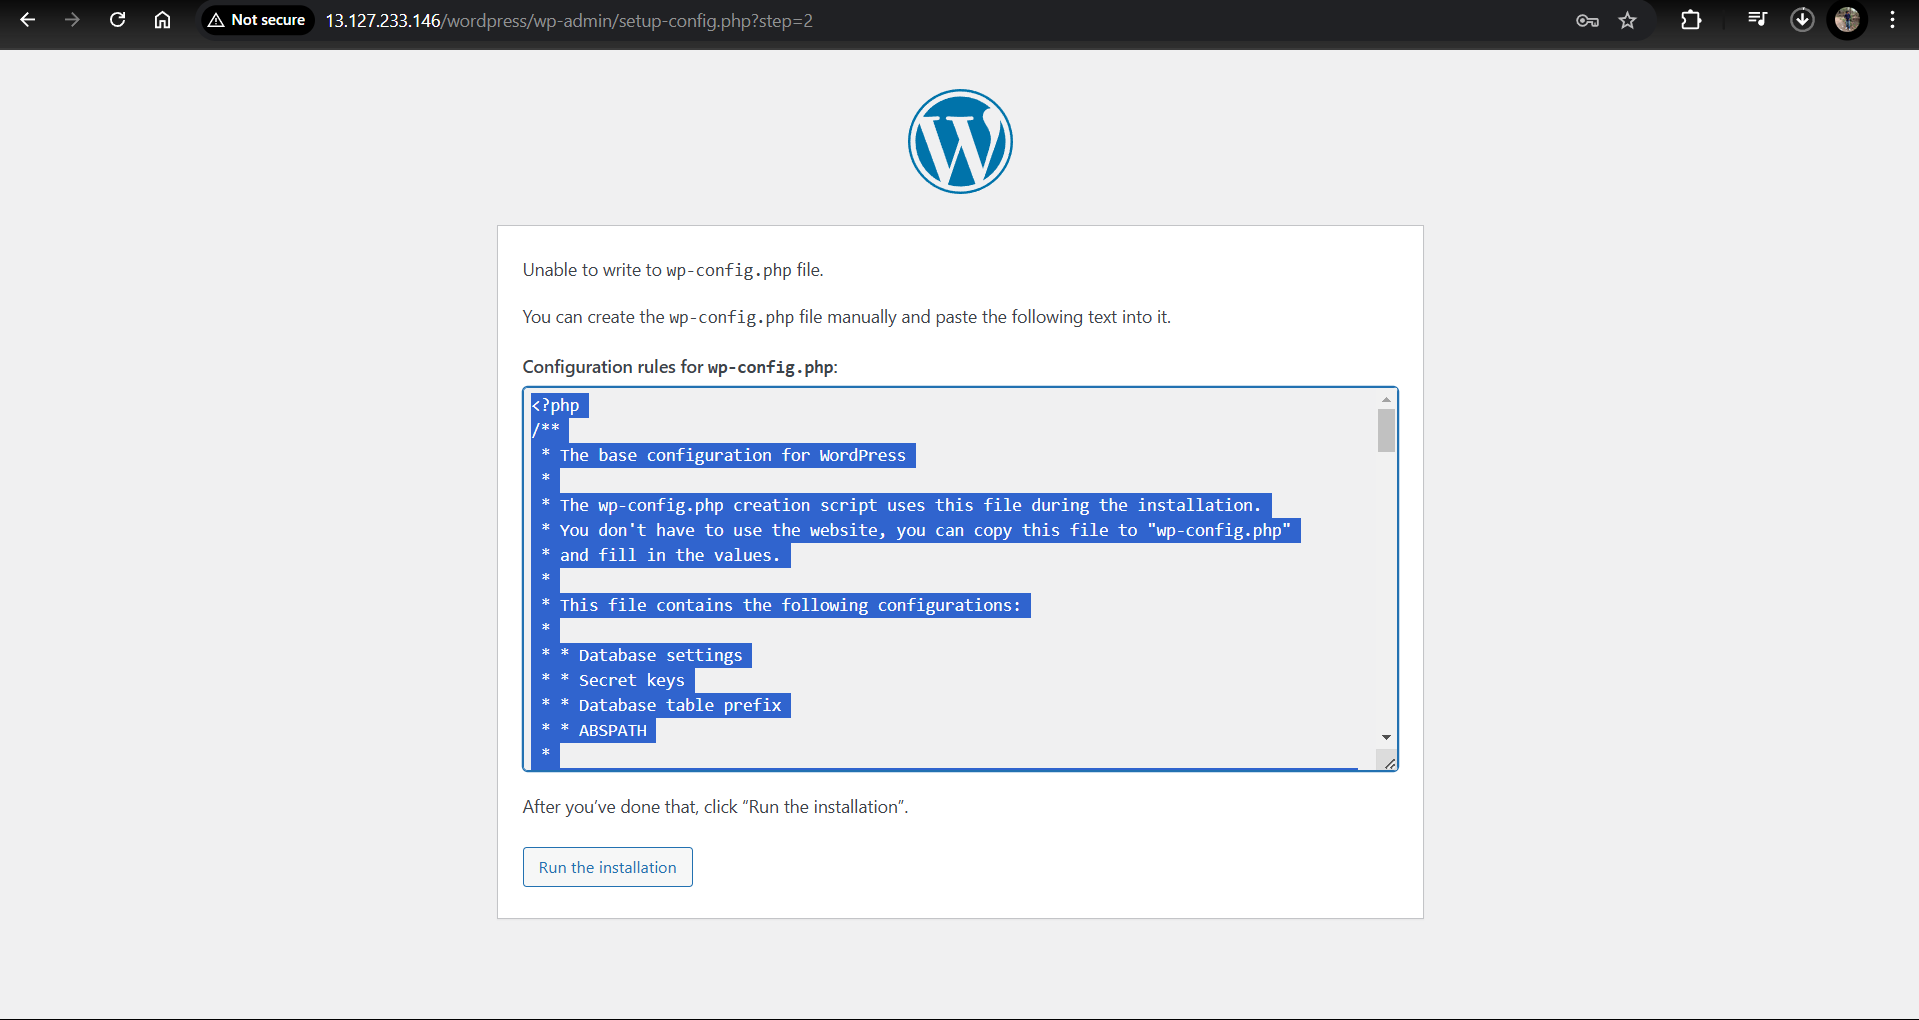 Not secure 13.127.233.146/wordpress/wp-admin/setup-config.php?step=2
Unable to write to wp-config.php file.
You can create the wp-config.php file manually and paste the following text into it.
Configuration rules for wp-config.php:
<?php
/**
 * The base configuration for WordPress
 *
 * The wp-config.php creation script uses this file during the installation.
 * You don't have to use the website, you can copy this file to "wp-config.php"
 * and fill in the values.
 *
 * This file contains the following configurations:
 *
 * * Database settings
 * * Secret keys
 * * Database table prefix
 * * ABSPATH
 *
After you’ve done that, click “Run the installation”.
Run the installation